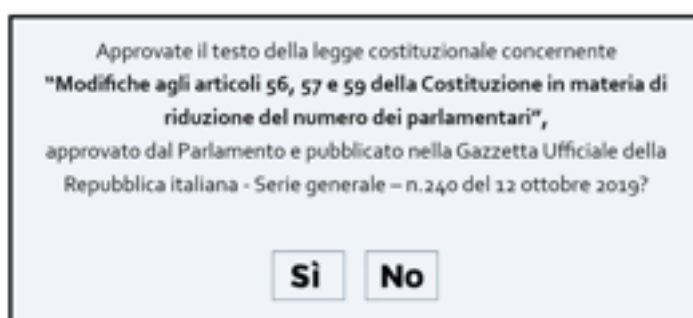 Approvate il testo della legge costituzionale concernente
"Modifiche agli articoli 56, 57 e 59 della Costituzione in materia di
riduzione del numero dei parlamentari",
approvato dal Parlamento e pubblicato nella Gazzetta Ufficiale della
Repubblica italiana - Serie generale – n.240 del 12 ottobre 2019?
Sì No